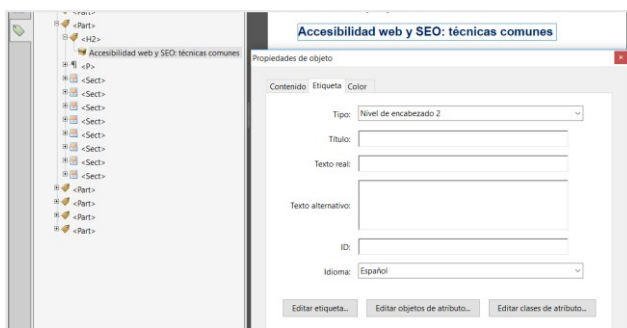 <Part>
<Part>
<H2>
Accesibilidad web y SEO: técnicas comunes
<P>
<Sect>
<Sect>
<Sect>
<Sect>
<Sect>
<Sect>
<Sect>
<Sect>
<Part>
<Part>
<Part>
<Part>
Accesibilidad web y SEO: técnicas comunes
Propiedades de objeto
x
Contenido Etiqueta Color
Tipo: Nivel de encabezado 2
Título:
Texto real:
Texto alternativo:
ID:
Idioma: Español
Editar etiqueta... Editar objetos de atributo... Editar clases de atributo...